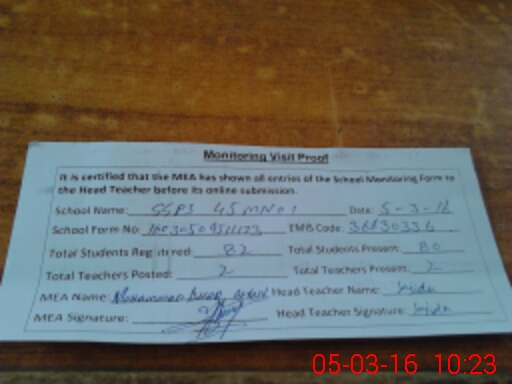 Monitoring Visit Proof
It is certified that the MEA has shown all entries of the School Monitoring Form to
the Head Teacher before its online submission.
School Name: 45 Date: 5-3-16
School Form No: EMIS Code:
Total Students Registered: 82 Total Students Present: 80
Total Teachers Posted: 2 Total Teachers Present: 2
MEA Name: Muhammad Head Teacher Name: Sajida
MEA Signature: Head Teacher Signature: Sajida
05-03-16 10:23